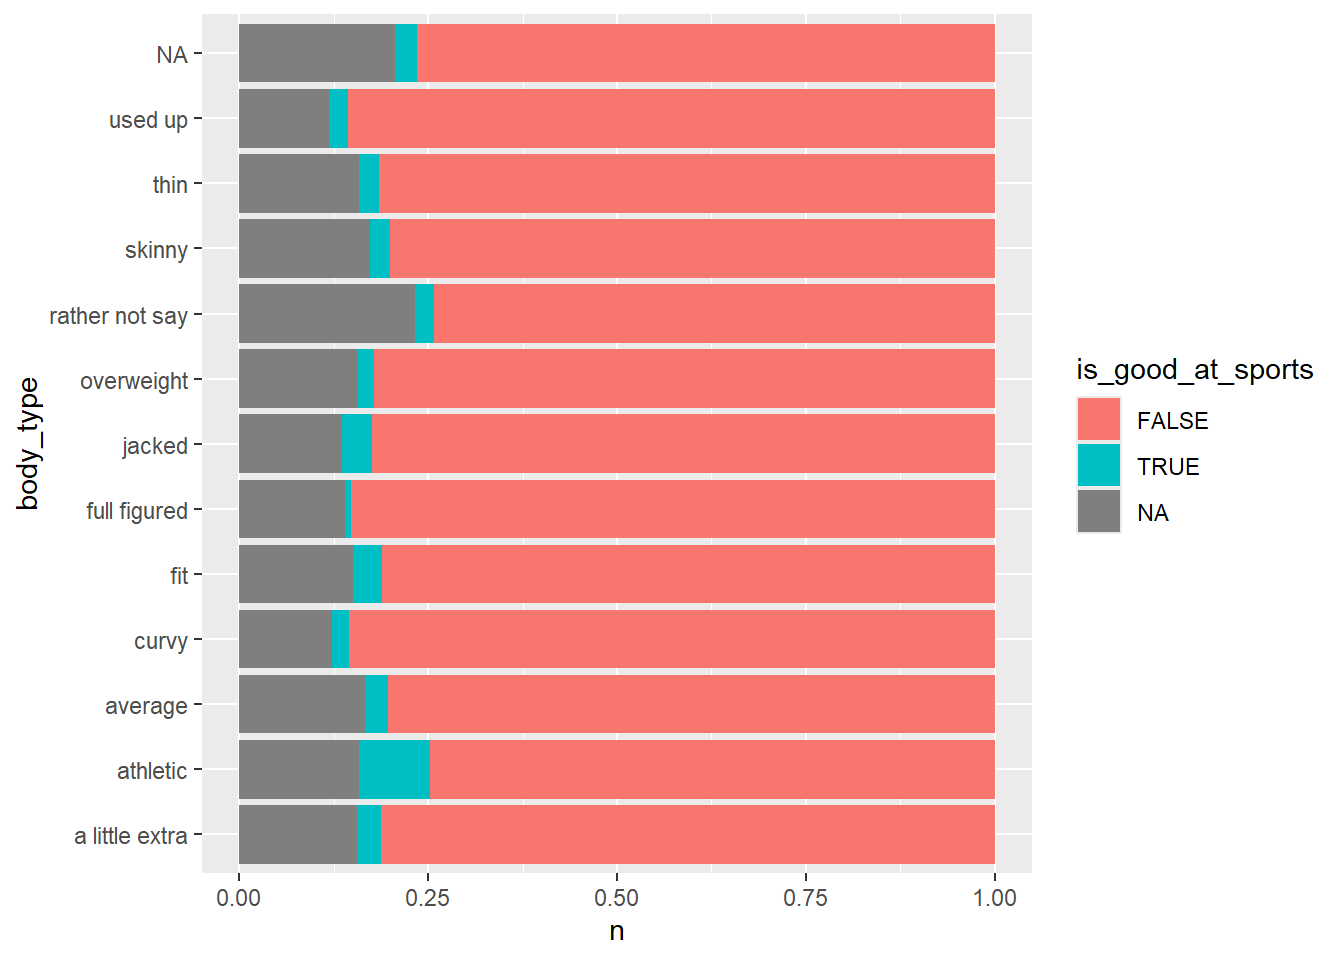 NA
used up
thin
skinny
rather not say
overweight
jacked
full figured
fit
curvy
average
athletic
a little extra
body_type
0.00 0.25 0.50 0.75 1.00
n
is_good_at_sports
FALSE
TRUE
NA